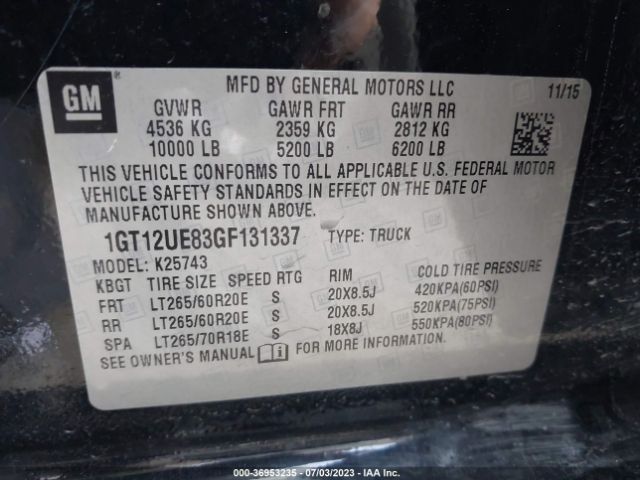 GM
MFD BY GENERAL MOTORS LLC 11/15
GVWR GAWR FRT GAWR RR
4536 KG 2359 KG 2812 KG
10000 LB 5200 LB 6200 LB
THIS VEHICLE CONFORMS TO ALL APPLICABLE U.S. FEDERAL MOTOR
VEHICLE SAFETY STANDARDS IN EFFECT ON THE DATE OF
MANUFACTURE SHOWN ABOVE.
1GT12UE83GF131337 TYPE: TRUCK
MODEL: K25743
KBGT TIRE SIZE SPEED RTG RIM COLD TIRE PRESSURE
FRT LT265/60R20E S 20X8.5J 420KPA(60PSI)
RR LT265/60R20E S 20X8.5J 520KPA(75PSI)
SPA LT265/70R18E S 18X8J 550KPA(80PSI)
SEE OWNER'S MANUAL FOR MORE INFORMATION.
000 - 36953235 - 07/03/2023 - IAA Inc.